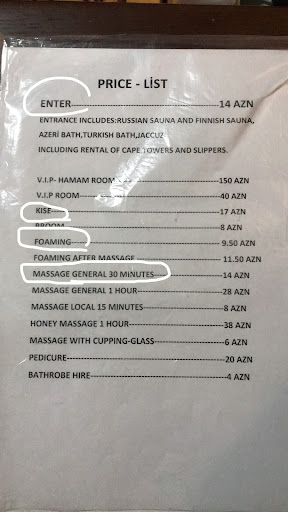 PRICE - LİST
ENTER---14 AZN
ENTRANCE INCLUDES:RUSSIAN SAUNA AND FINNISH SAUNA,
AZERİ BATH,TURKISH BATH,JACCUZ
INCLUDING RENTAL OF CAPE TOWERS AND SLIPPERS.
V.I.P- HAMAM ROOM---150 AZN
V.I.P ROOM---40 AZN
KISE---17 AZN
BROOM---8 AZN
FOAMING---9.50 AZN
FOAMING AFTER MASSAGE---11.50 AZN
MASSAGE GENERAL 30 MINUTES---14 AZN
MASSAGE GENERAL 1 HOUR---28 AZN
MASSAGE LOCAL 15 MINUTES---8 AZN
HONEY MASSAGE 1 HOUR---38 AZN
MASSAGE WITH CUPPING-GLASS---6 AZN
PEDICURE---20 AZN
BATHROBE HIRE---4 AZN